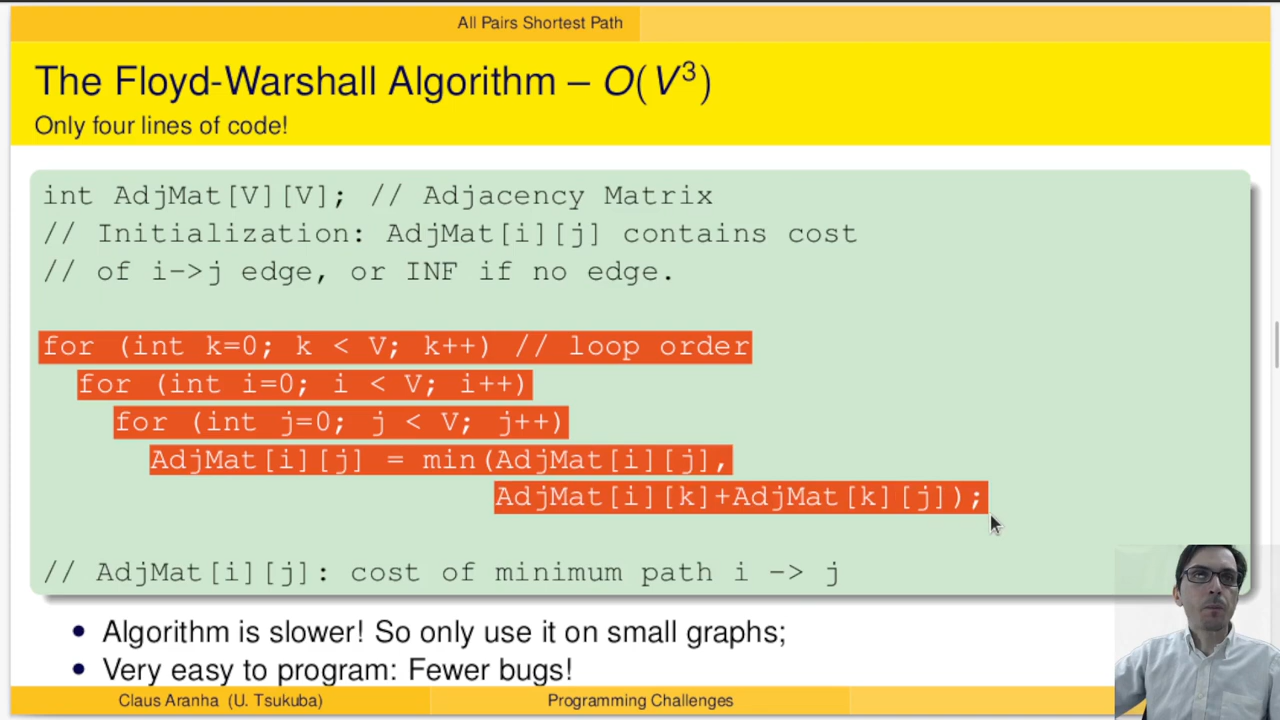 All Pairs Shortest Path
The Floyd-Warshall Algorithm – O(V³)
Only four lines of code!
int AdjMat[V][V]; // Adjacency Matrix
// Initialization: AdjMat[i][j] contains cost
// of i->j edge, or INF if no edge.
for (int k=0; k < V; k++) // loop order
for (int i=0; i < V; i++)
for (int j=0; j < V; j++)
AdjMat[i][j] = min(AdjMat[i][j],
AdjMat[i][k]+AdjMat[k][j]);
// AdjMat[i][j]: cost of minimum path i -> j
• Algorithm is slower! So only use it on small graphs;
• Very easy to program: Fewer bugs!
Claus Aranha (U. Tsukuba) Programming Challenges